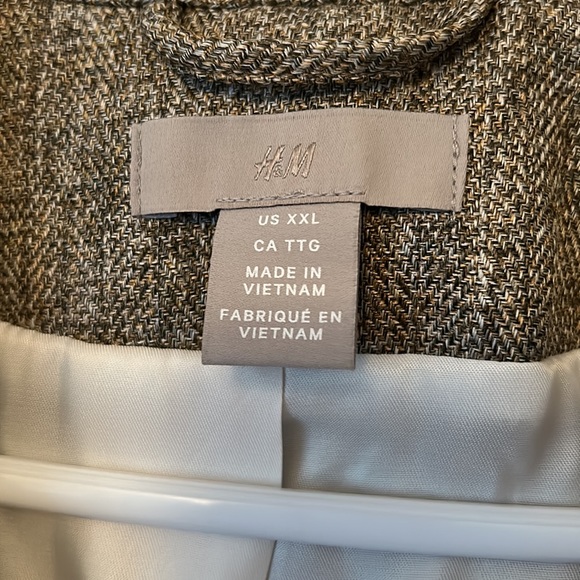 H&M
US XXL
CA TTG
MADE IN
VIETNAM
FABRIQUÉ EN
VIETNAM